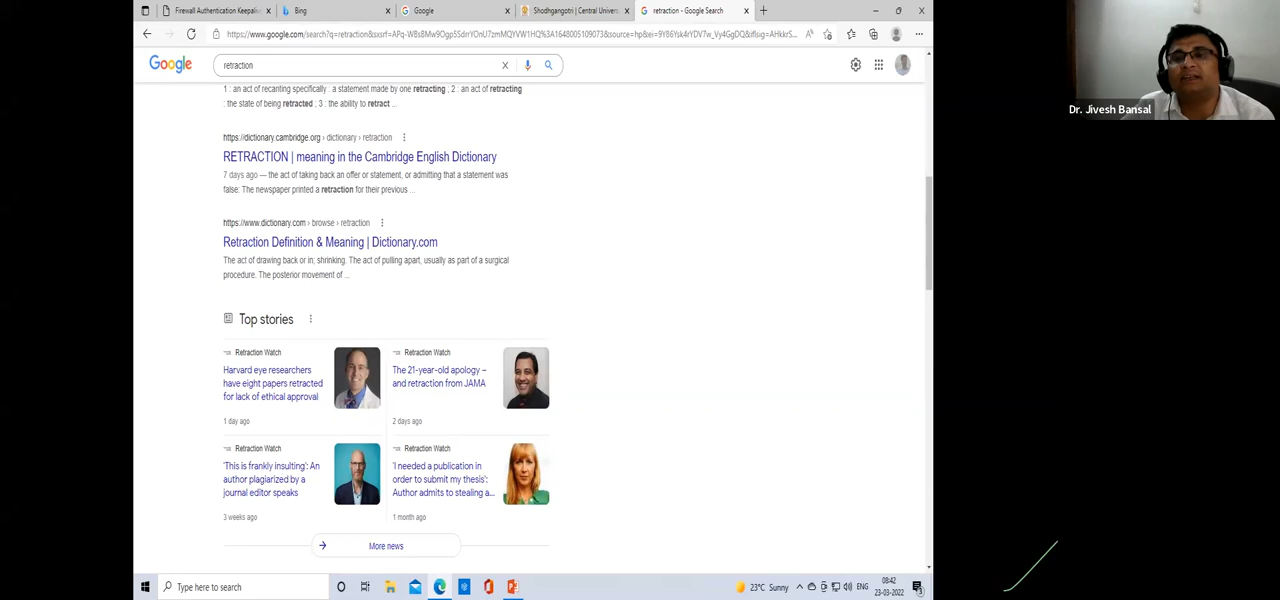 Firewall Authentication Keepalive
Bing
Google
Shodhgangotri | Central Univers
retraction - Google Search
Google
retraction
1 : an act of recanting specifically : a statement made by one retracting ; 2 : an act of retracting
: the state of being retracted ; 3 : the ability to retract ...
https://dictionary.cambridge.org › dictionary › retraction
RETRACTION | meaning in the Cambridge English Dictionary
7 days ago — the act of taking back an offer or statement, or admitting that a statement was
false: The newspaper printed a retraction for their previous ...
https://www.dictionary.com › browse › retraction
Retraction Definition & Meaning | Dictionary.com
The act of drawing back or in; shrinking. The act of pulling apart, usually as part of a surgical
procedure. The posterior movement of ...
Top stories
Retraction Watch
Harvard eye researchers
have eight papers retracted
for lack of ethical approval
1 day ago
Retraction Watch
The 21-year-old apology –
and retraction from JAMA
2 days ago
Retraction Watch
'This is frankly insulting': An
author plagiarized by a
journal editor speaks
3 weeks ago
Retraction Watch
'I needed a publication in
order to submit my thesis':
Author admits to stealing a...
1 month ago
More news
Type here to search
23°C Sunny
ENG
08:42
23-03-2022
Dr. Jivesh Bansal